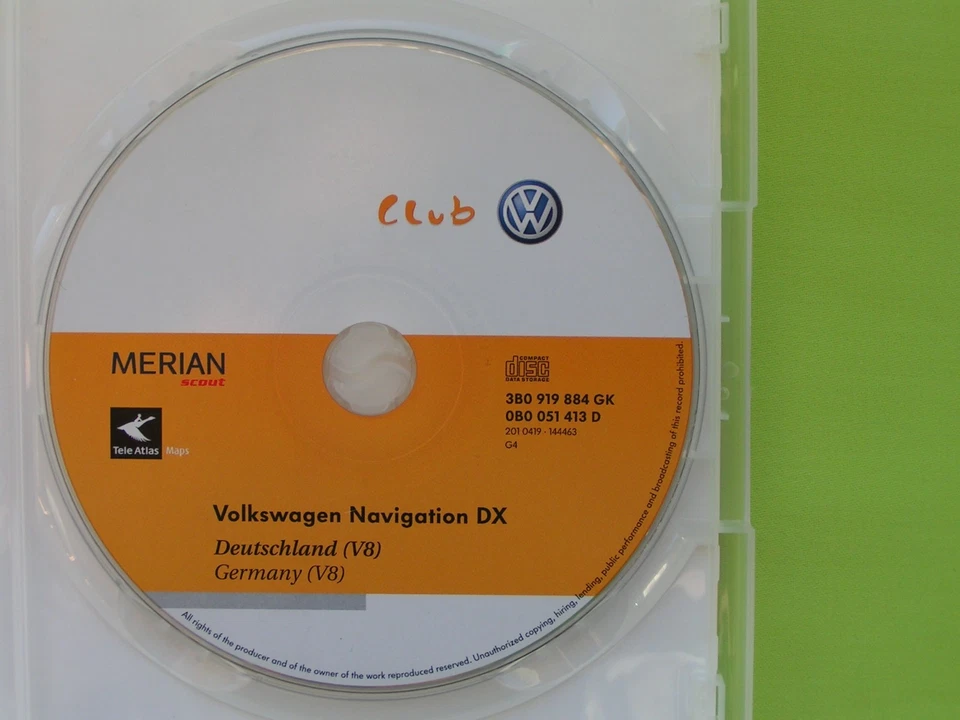 Club
MERIAN
scout
Tele Atlas Maps
COMPACT
disc
DATA STORAGE
3B0 919 884 GK
0B0 051 413 D
201 0419 - 144463
G4
Volkswagen Navigation DX
Deutschland (V8)
Germany (V8)
All rights of the producer and of the owner of the work reproduced reserved. Unauthorized copying, hiring, lending, public performance and broadcasting of this record prohibited.